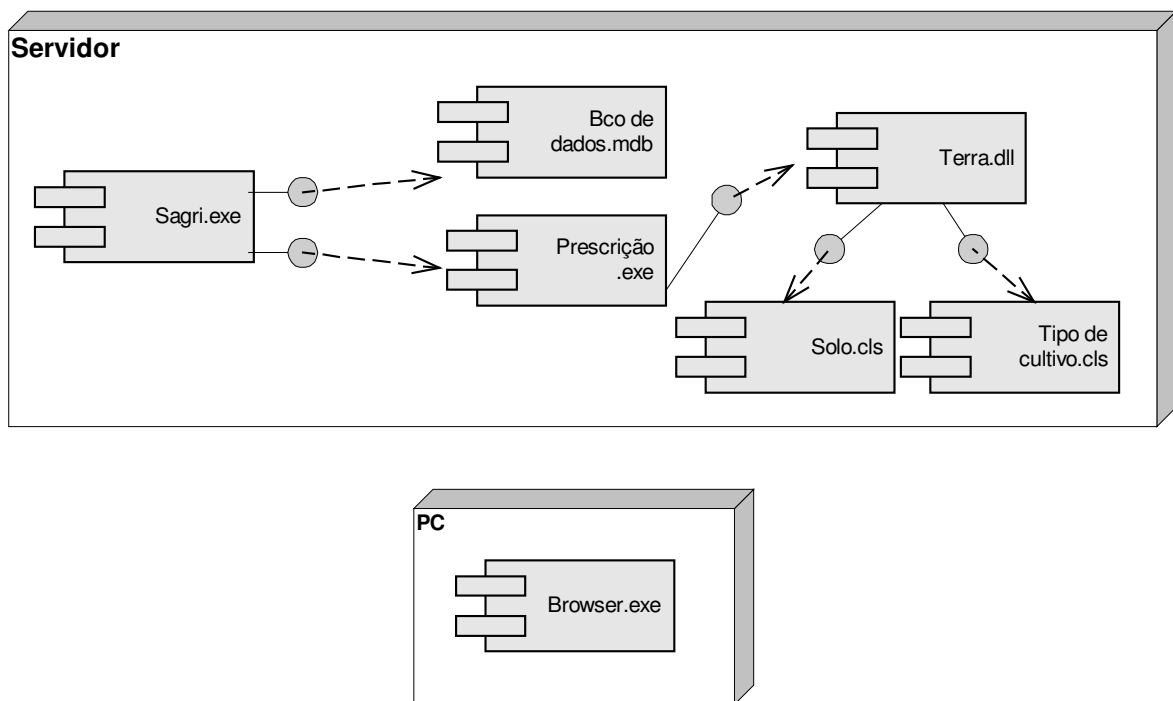 Servidor
Bco de
dados.mdb
Terra.dll
Sagri.exe
Prescrição
.exe
Solo.cls
Tipo de
cultivo.cls
PC
Browser.exe